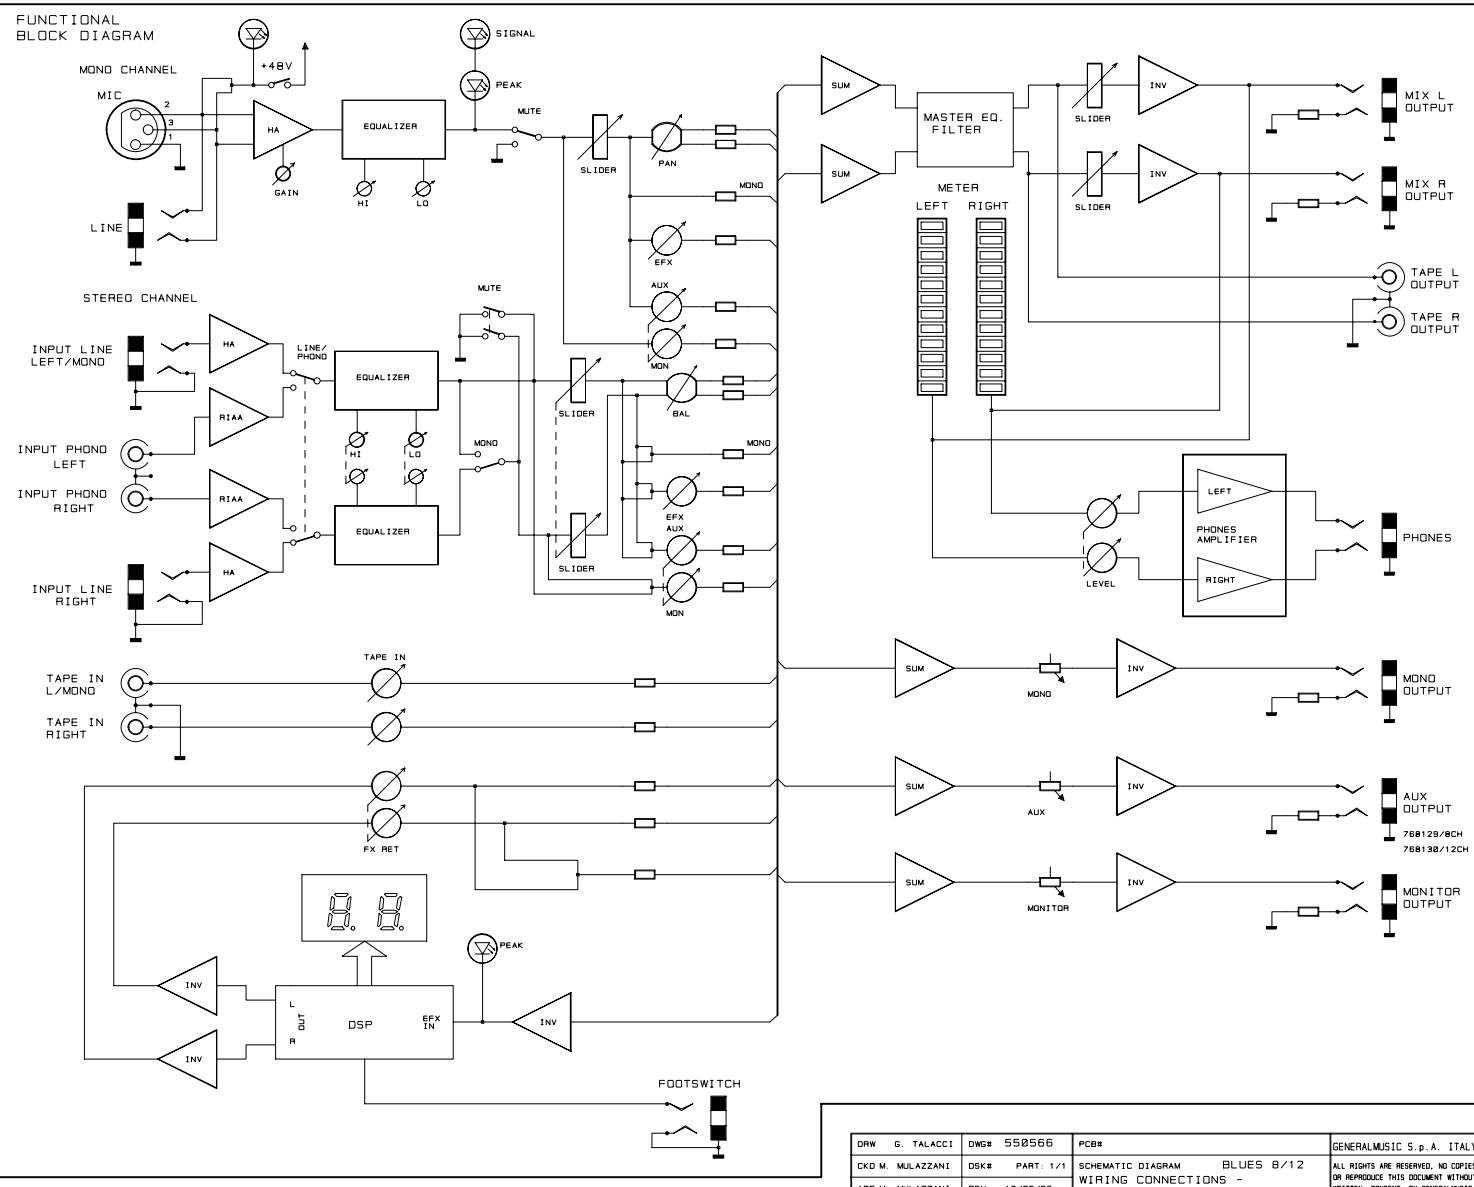 FUNCTIONAL
BLOCK DIAGRAM
MONO CHANNEL
MIC
2
3
1
+48V
HA
GAIN
EQUALIZER
HI
LO
SIGNAL
PEAK
MUTE
SLIDER
PAN
MONO
EFX
AUX
MON
LINE
STEREO CHANNEL
INPUT LINE
LEFT/MONO
HA
RIAA
LINE/
PHONO
EQUALIZER
HI
LO
MUTE
MONO
SLIDER
BAL
MONO
EFX
AUX
MON
INPUT PHONO
LEFT
INPUT PHONO
RIGHT
RIAA
HA
EQUALIZER
SLIDER
INPUT LINE
RIGHT
TAPE IN
L/MONO
TAPE IN
RIGHT
TAPE IN
FX RET
8.8.
PEAK
INV
INV
L
OUT
R
DSP
EFX
IN
INV
FOOTSWITCH
SUM
SUM
MASTER EQ.
FILTER
METER
LEFT
RIGHT
SLIDER
SLIDER
INV
INV
MIX L
OUTPUT
MIX R
OUTPUT
TAPE L
OUTPUT
TAPE R
OUTPUT
LEVEL
LEFT
PHONES
AMPLIFIER
RIGHT
PHONES
SUM
MONO
INV
MONO
OUTPUT
SUM
AUX
INV
AUX
OUTPUT
768129/8CH
768130/12CH
SUM
MONITOR
INV
MONITOR
OUTPUT
DRW G. TALACCI
DWG# 550566
PCB#
GENERALMUSIC S.p.A. ITALY
CKD M. MULAZZANI
DSK# PART: 1/1
SCHEMATIC DIAGRAM BLUES 8/12
WIRING CONNECTIONS -
ALL RIGHTS ARE RESERVED, NO COPIES
OR REPRODUCE THIS DOCUMENT WITHOUT